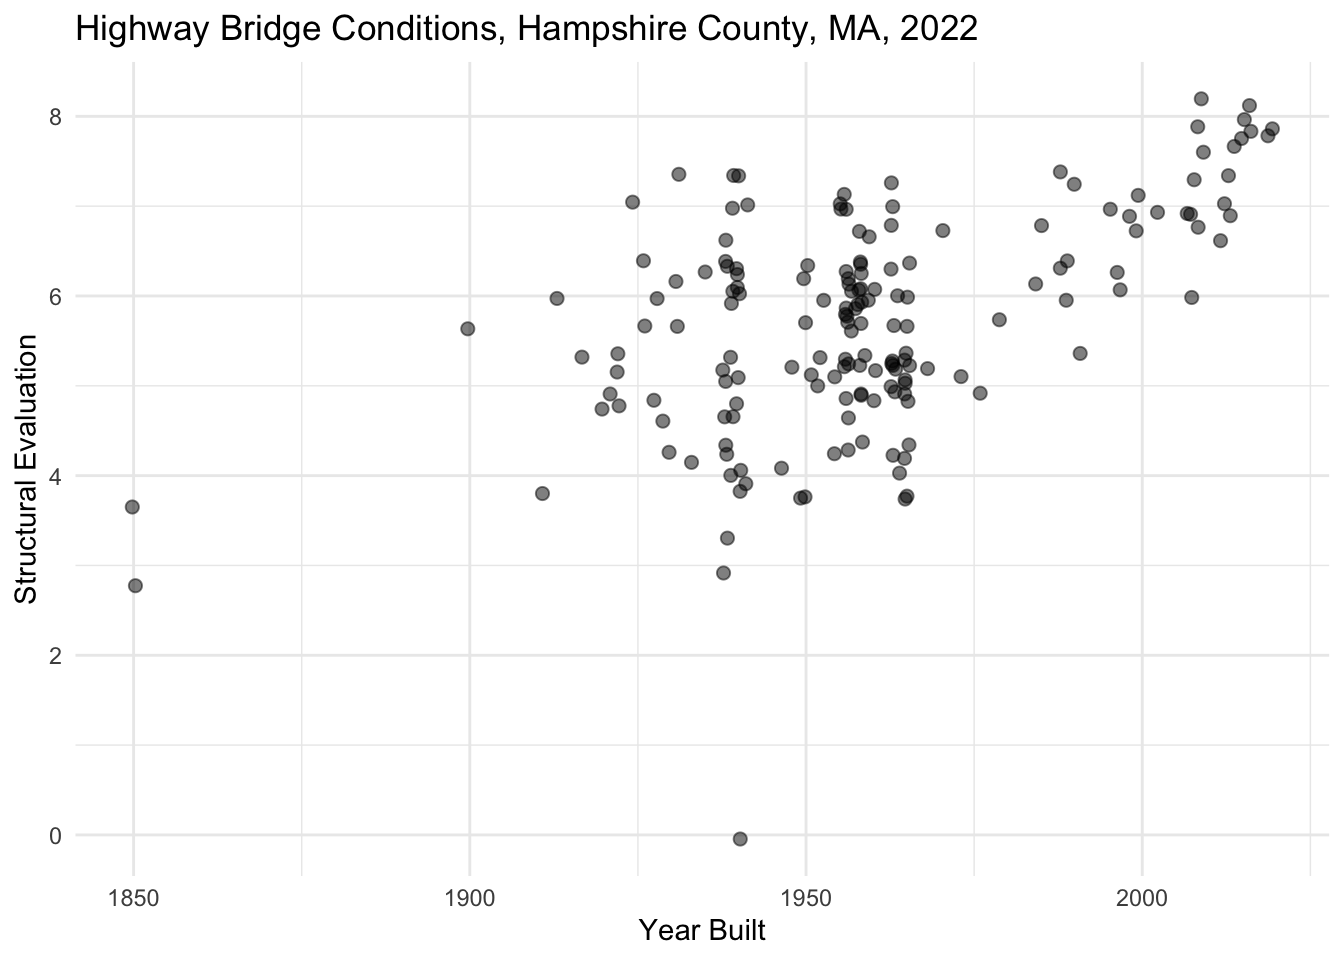 Highway Bridge Conditions, Hampshire County, MA, 2022
8
6
4
2
0
Structural Evaluation
1850 1900 1950 2000
Year Built